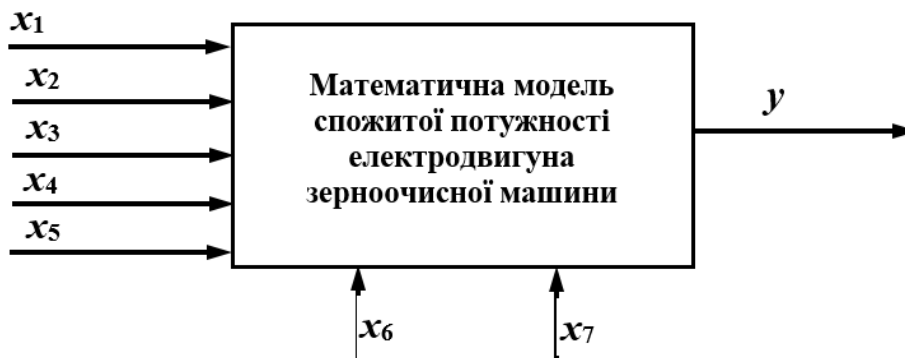 x1
x2
x3
x4
x5
Математична модель
спожитої потужності
електродвигуна
зерноочисної машини
y
x6
x7